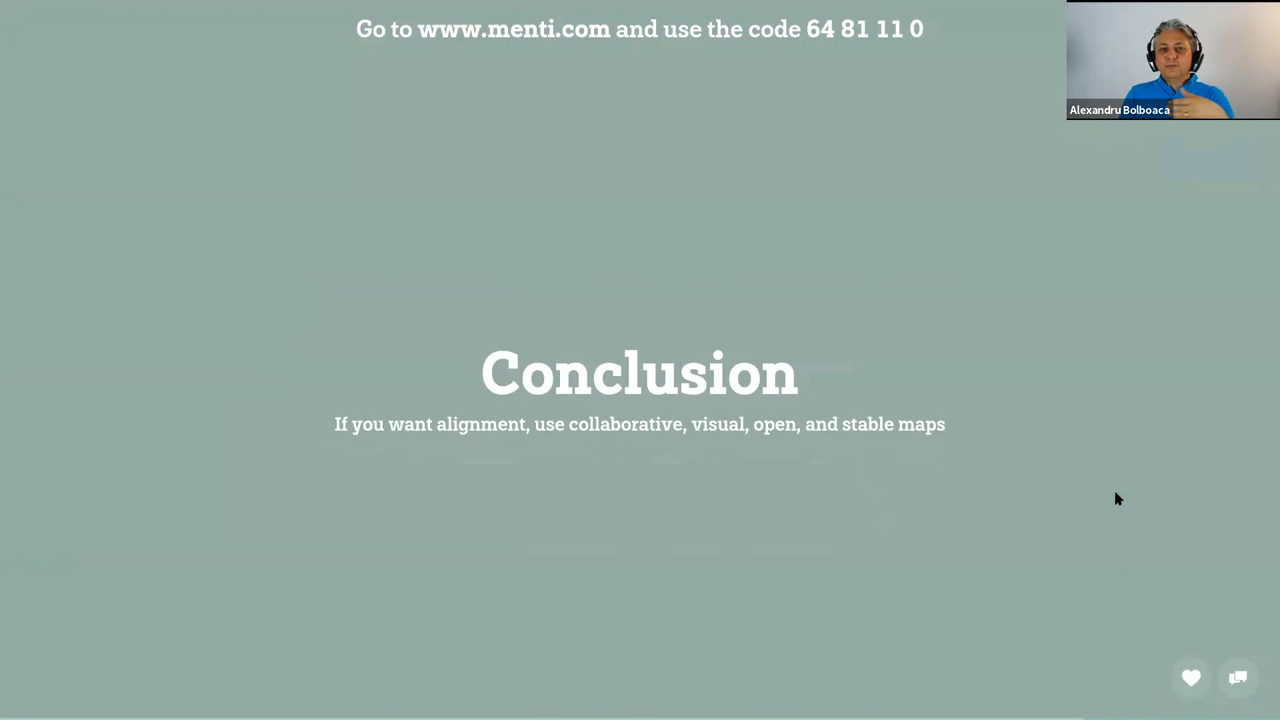 Go to www.menti.com and use the code 64 81 11 0
Alexandru Bolboaca
Conclusion
If you want alignment, use collaborative, visual, open, and stable maps